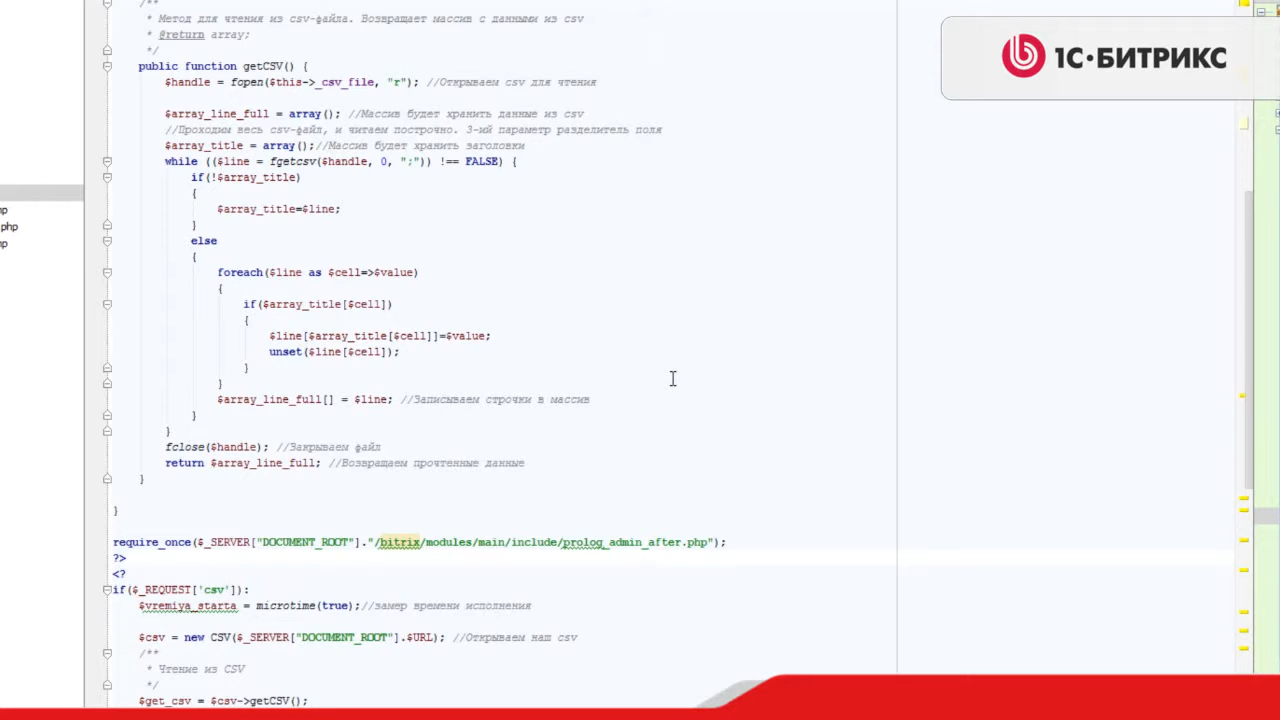 /**
* Метод для чтения из csv-файла. Возвращает массив с данными из csv
* @return array;
*/
public function getCSV() {
$handle = fopen($this->_csv_file, "r"); //Открываем csv для чтения
$array_line_full = array(); //Массив будет хранить данные из csv
//Проходим весь csv-файл, и читаем построчно. 3-ий параметр разделитель поля
$array_title = array();//Массив будет хранить заголовки
while (($line = fgetcsv($handle, 0, ";")) !== FALSE) {
if(!$array_title)
{
$array_title=$line;
}
else
{
foreach($line as $cell=>$value)
{
if($array_title[$cell])
{
$line[$array_title[$cell]]=$value;
unset($line[$cell]);
}
}
$array_line_full[] = $line; //Записываем строчки в массив
}
}
fclose($handle); //Закрываем файл
return $array_line_full; //Возвращаем прочтенные данные
}
}
require_once($_SERVER["DOCUMENT_ROOT"]."/bitrix/modules/main/include/prolog_admin_after.php");
?>
<?
if($_REQUEST['csv']):
$vremiya_starta = microtime(true);//замер времени исполнения
$csv = new CSV($_SERVER["DOCUMENT_ROOT"].$URL); //Открываем наш csv
/**
* Чтение из CSV
*/
$get_csv = $csv->getCSV();
1С·БИТРИКС
.php